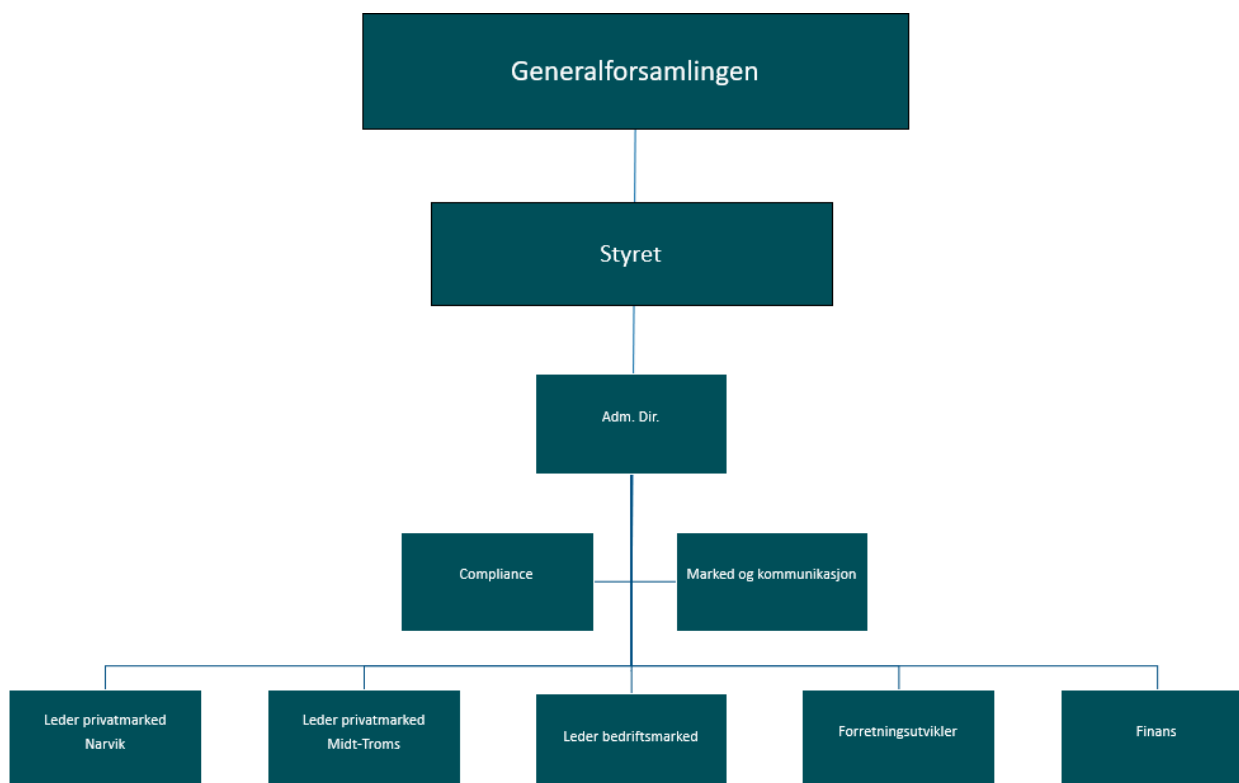 Generalforsamlingen
Styret
Adm. Dir.
Compliance
Marked og kommunikasjon
Leder privatmarked
Narvik
Leder privatmarked
Midt-Troms
Leder bedriftsmarked
Forretningsutvikler
Finans